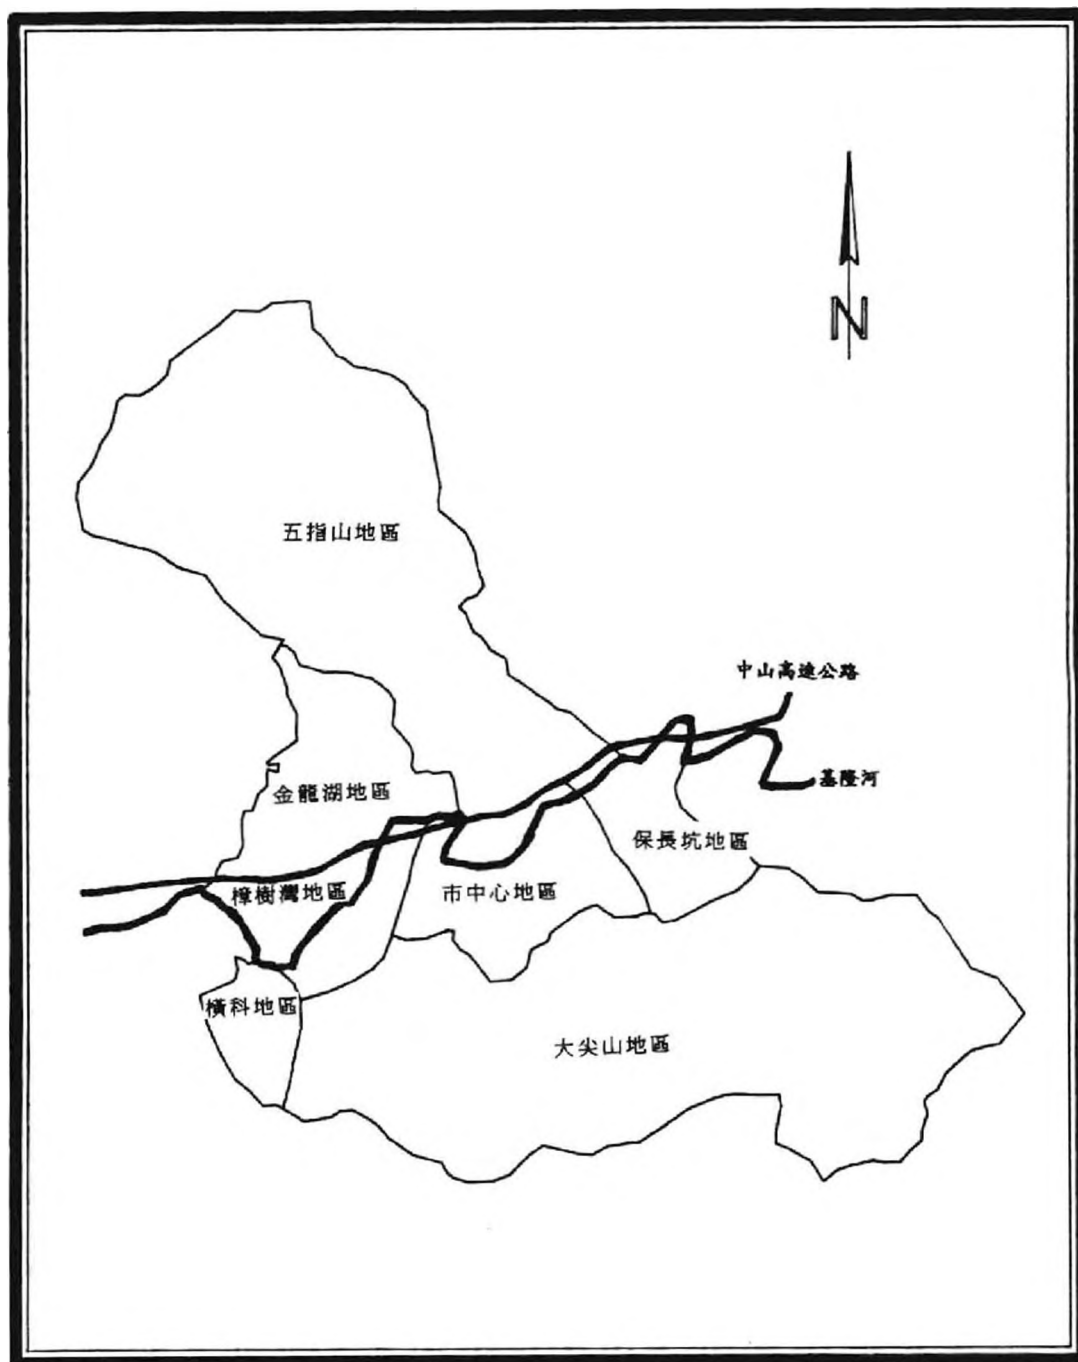 N
五指山地區
中山高速公路
基隆河
金龍湖地區
保長坑地區
樟樹灣地區
市中心地區
橫科地區
大尖山地區